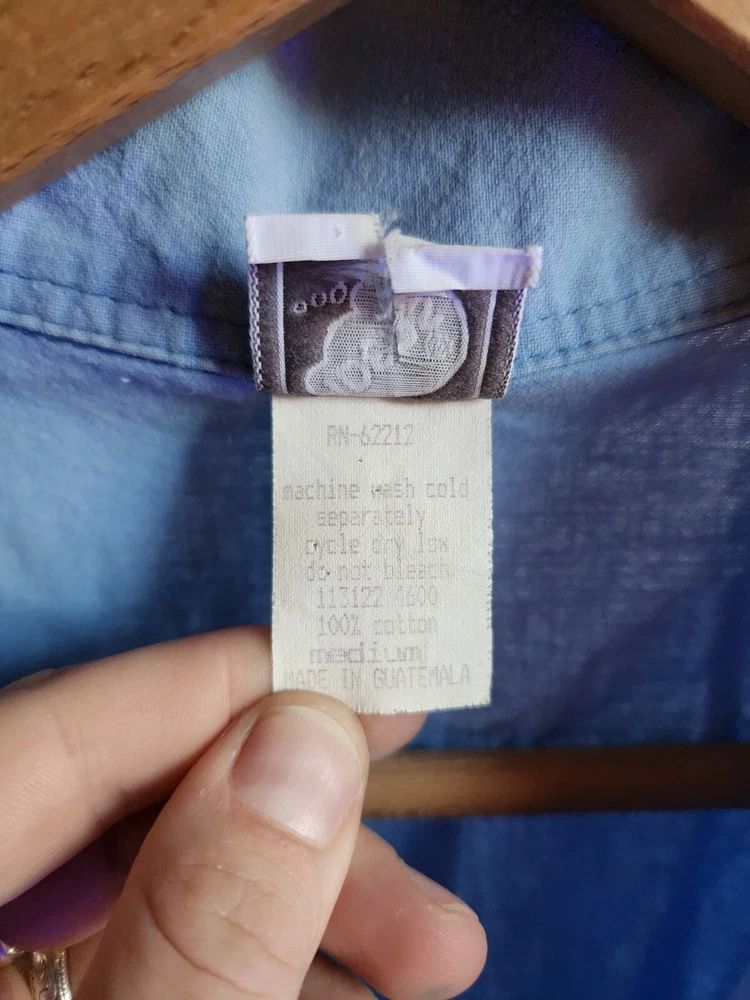 RN-62212
machine wash cold
separately
cycle dry low
do not bleach
113122 4600
100% cotton
medium
MADE IN GUATEMALA